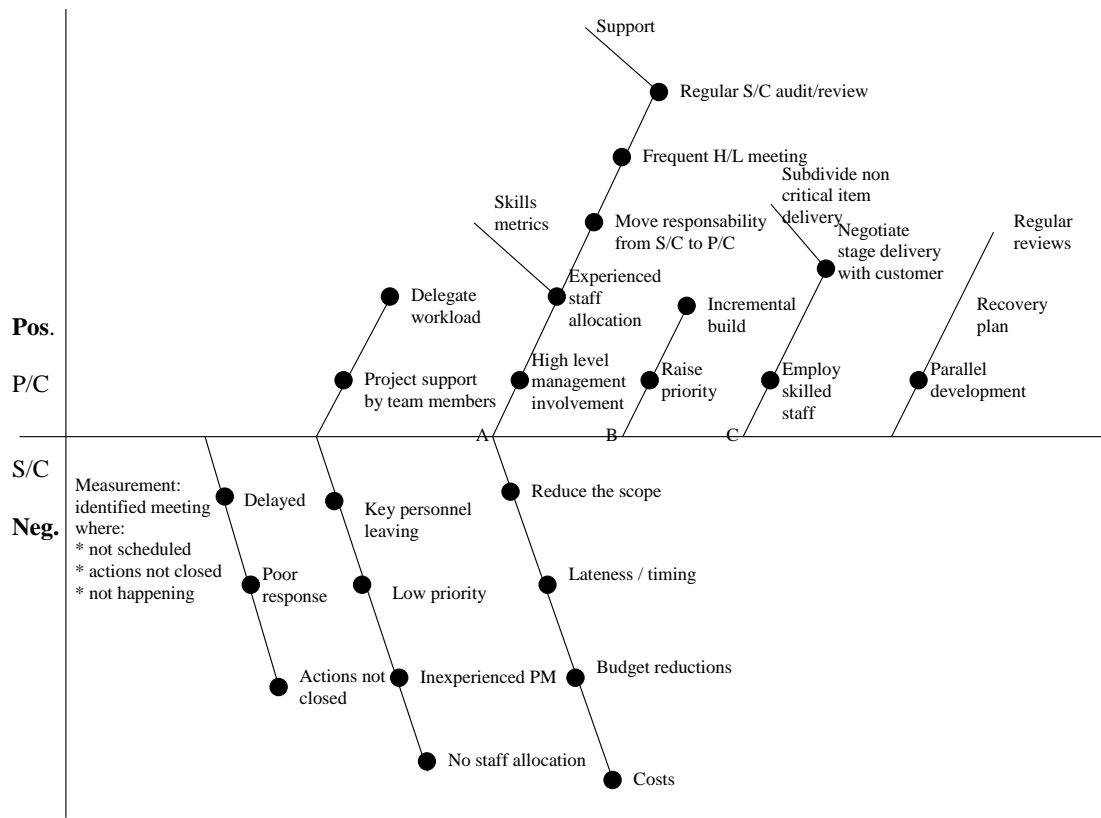 Support
Regular S/C audit/review
Frequent H/L meeting
Subdivide non
critical item
delivery
Skills
metrics
Move responsability
from S/C to P/C
Negotiate
stage delivery
with customer
Regular
reviews
Delegate
workload
Experienced
staff
allocation
Incremental
build
Recovery
plan
Pos.
P/C
Project support
by team members
High level
management
involvement
Raise
priority
Employ
skilled
staff
Parallel
development
A
B
C
S/C
Neg.
Measurement:
identified meeting
where:
* not scheduled
* actions not closed
* not happening
Delayed
Key personnel
leaving
Reduce the scope
Poor
response
Low priority
Lateness / timing
Actions not
closed
Inexperienced PM
Budget reductions
No staff allocation
Costs